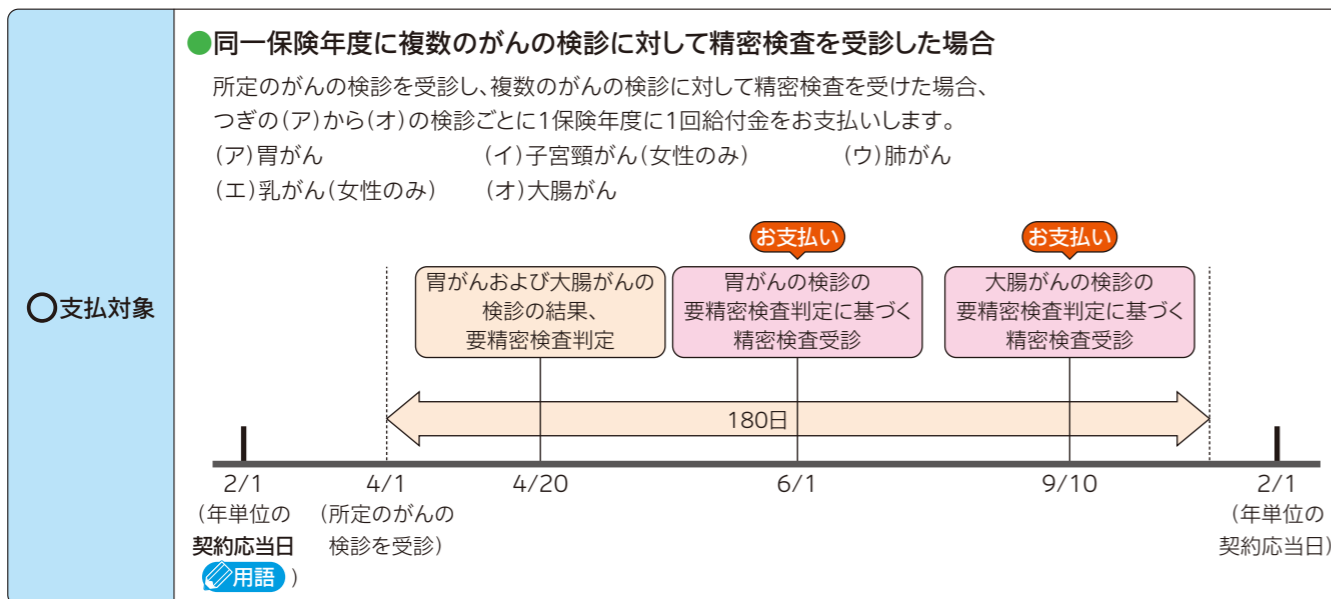 〇支払対象
●同一保険年度に複数のがんの検診に対して精密検査を受診した場合
所定のがんの検診を受診し、複数のがんの検診に対して精密検査を受けた場合、
つぎの(ア)から(オ)の検診ごとに1保険年度に1回給付金をお支払いします。
(ア)胃がん (イ)子宮頸がん(女性のみ) (ウ)肺がん
(エ)乳がん(女性のみ) (オ)大腸がん
お支払い お支払い
胃がんおよび大腸がんの
検診の結果、
要精密検査判定
胃がんの検診の
要精密検査判定に基づく
精密検査受診
大腸がんの検診の
要精密検査判定に基づく
精密検査受診
180日
2/1 4/1 4/20 6/1 9/10 2/1
(年単位の
契約応当日
用語)
(所定のがんの
検診を受診)
(年単位の
契約応当日)